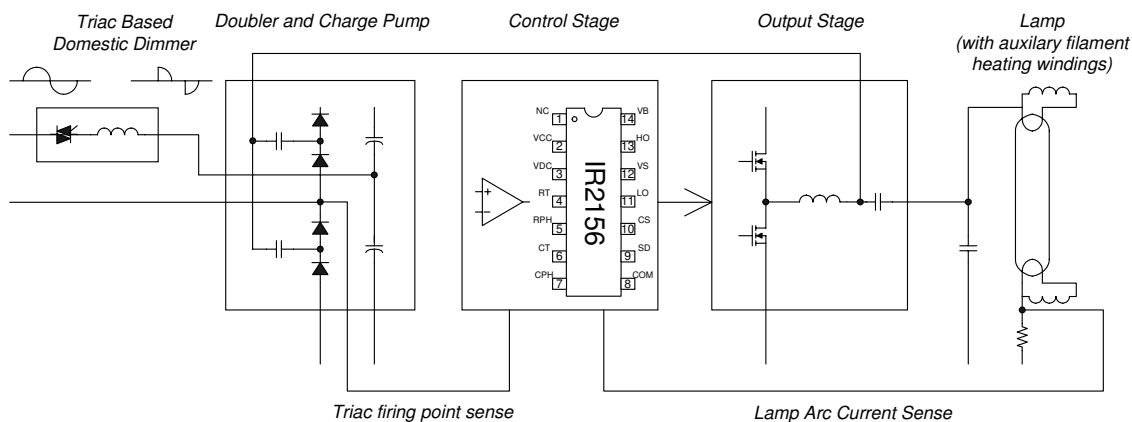 Triac Based
Domestic Dimmer
Doubler and Charge Pump
Control Stage
Output Stage
Lamp
(with auxilary filament
heating windings)
NC 1
VCC 2
VDC 3
RT 4
RPH 5
CT 6
CPH 7
IR2156
14 VB
13 HO
12 VS
11 LO
10 CS
9 SD
8 COM
Triac firing point sense
Lamp Arc Current Sense